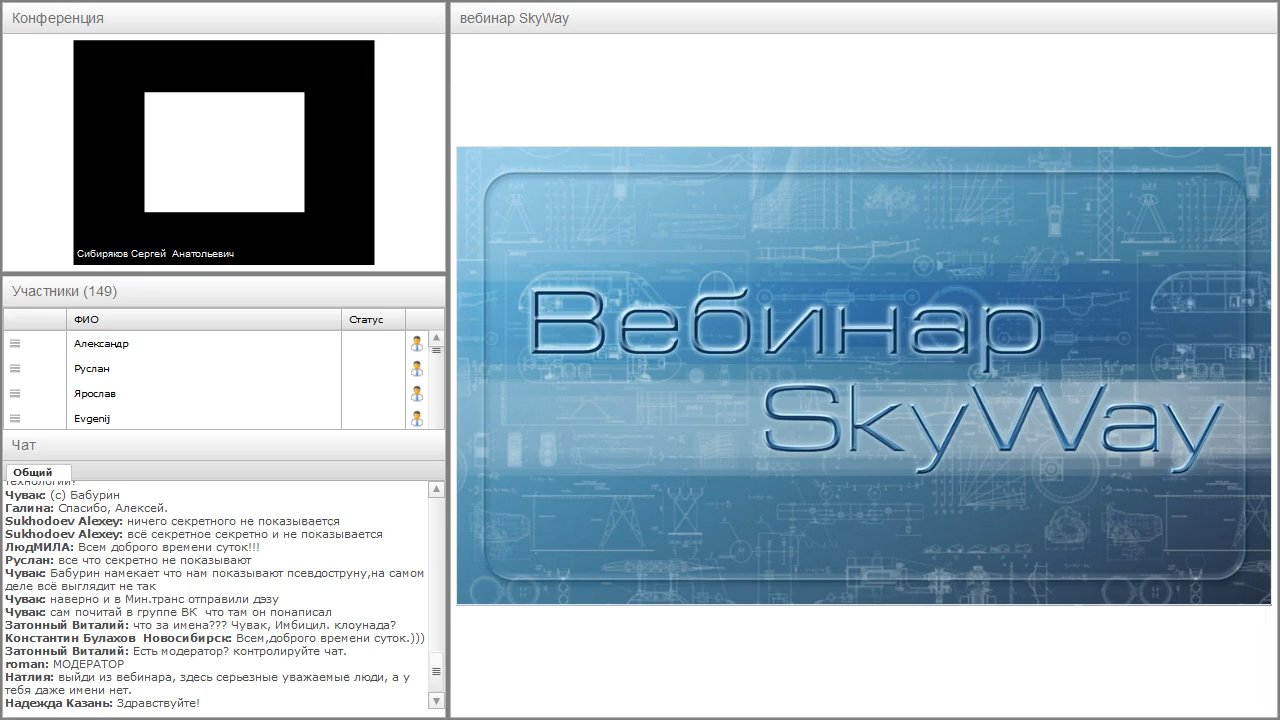 Конференция
Сибиряков Сергей  Анатольевич
Участники (149)
ФИО Статус
Александр
Руслан
Ярослав
Evgenij
Чат
Общий
технологии!
Чувак: (с) Бабурин
Галина: Спасибо, Алексей.
Sukhodoev Alexey: ничего секретного не показывается
Sukhodoev Alexey: всё секретное секретно и не показывается
ЛюдМИЛА: Всем доброго времени суток!!!
Руслан: все что секретно не показывают
Чувак: Бабурин намекает что нам показывают псевдоструну,на самом
деле всё выглядит не так
Чувак: наверно и в Мин.транс отправили дэзу
Чувак: сам почитай в группе ВК  что там он понаписал
Затонный Виталий: что за имена??? Чувак, Имбицил. клоунада?
Константин Булахов  Новосибирск: Всем,доброго времени суток.)))
Затонный Виталий: Есть модератор? контролируйте чат.
roman: МОДЕРАТОР
Натлия: выйди из вебинара, здесь серьезные уважаемые люди, а у
тебя даже имени нет.
Надежда Казань: Здравствуйте!
вебинар SkyWay
Вебинар
SkyWay